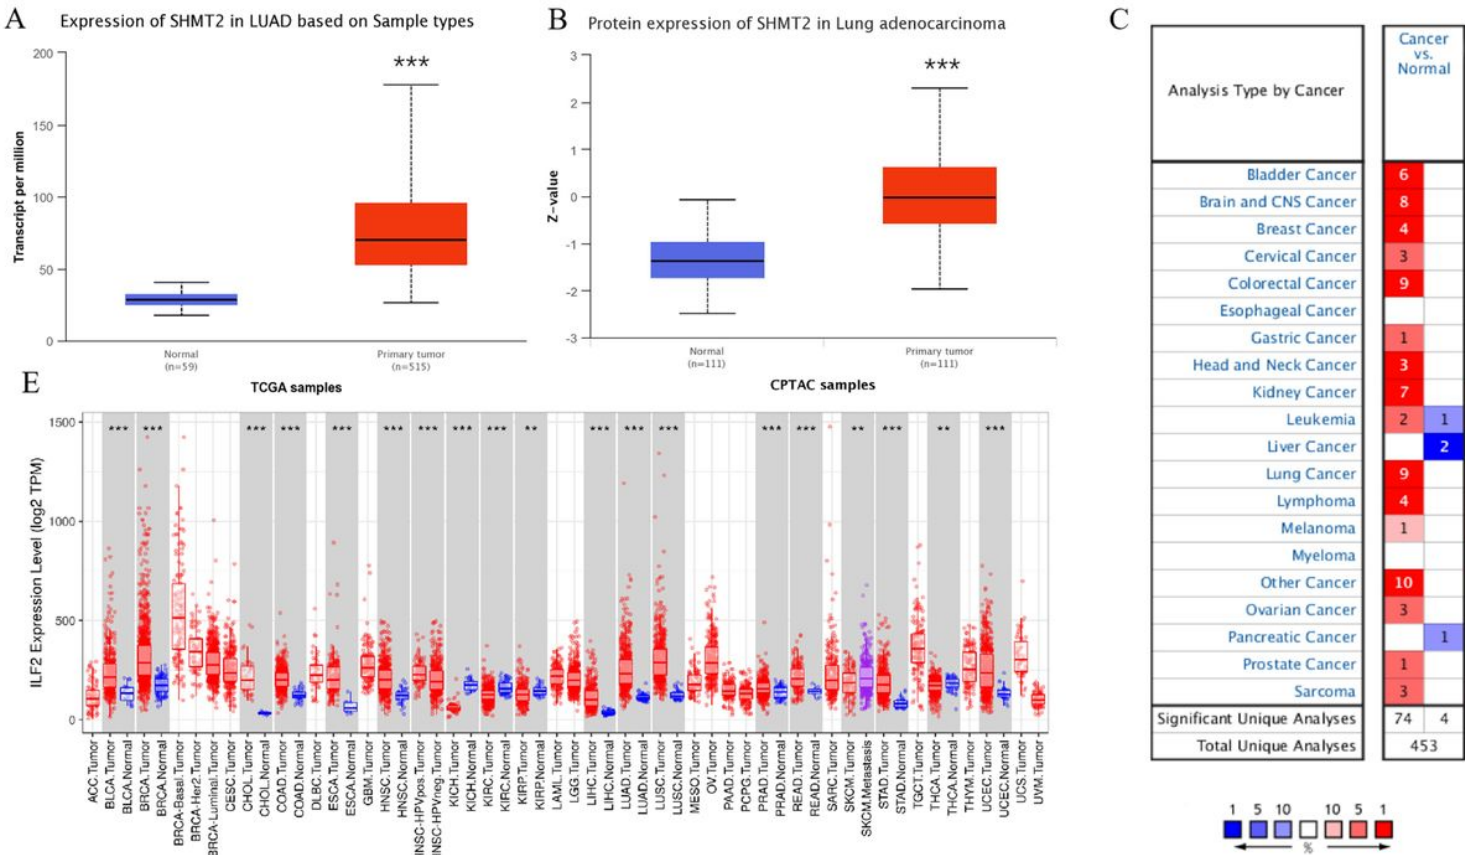 A
Expression of SHMT2 in LUAD based on Sample types
Transcript per million
200
150
100
50
0
***
Normal
(n=59)
Primary tumor
(n=515)
TCGA samples
B
Protein expression of SHMT2 in Lung adenocarcinoma
Z-value
3
2
1
0
-1
-2
-3
***
Normal
(n=111)
Primary tumor
(n=111)
CPTAC samples
C
Analysis Type by Cancer
Cancer
vs.
Normal
Bladder Cancer 6
Brain and CNS Cancer 8
Breast Cancer 4
Cervical Cancer 3
Colorectal Cancer 9
Esophageal Cancer
Gastric Cancer 1
Head and Neck Cancer 3
Kidney Cancer 7
Leukemia 2 1
Liver Cancer 2
Lung Cancer 9
Lymphoma 4
Melanoma 1
Myeloma
Other Cancer 10
Ovarian Cancer 3
Pancreatic Cancer 1
Prostate Cancer 1
Sarcoma 3
Significant Unique Analyses 74 4
Total Unique Analyses 453
1 5 10 10 5 1
%
E
ILF2 Expression Level (log2 TPM)
1500
1000
500
0
*** *** *** *** *** *** *** *** *** ** *** *** *** *** *** ** *** ** ***
ACC.Tumor
BLCA.Tumor
BLCA.Normal
BRCA.Tumor
BRCA.Normal
BRCA-Basal.Tumor
BRCA-Her2.Tumor
BRCA-Luminal.Tumor
CESC.Tumor
CHOL.Tumor
CHOL.Normal
COAD.Tumor
COAD.Normal
DLBC.Tumor
ESCA.Tumor
ESCA.Normal
GBM.Tumor
HNSC.Tumor
HNSC.Normal
HNSC-HPVpos.Tumor
HNSC-HPVneg.Tumor
KICH.Tumor
KICH.Normal
KIRC.Tumor
KIRC.Normal
KIRP.Tumor
KIRP.Normal
LAML.Tumor
LGG.Tumor
LIHC.Tumor
LIHC.Normal
LUAD.Tumor
LUAD.Normal
LUSC.Tumor
LUSC.Normal
MESO.Tumor
OV.Tumor
PAAD.Tumor
PCPG.Tumor
PRAD.Tumor
PRAD.Normal
READ.Tumor
READ.Normal
SARC.Tumor
SKCM.Tumor
SKCM.Metastasis
STAD.Tumor
STAD.Normal
TGCT.Tumor
THCA.Tumor
THCA.Normal
THYM.Tumor
UCEC.Tumor
UCEC.Normal
UCS.Tumor
UVM.Tumor